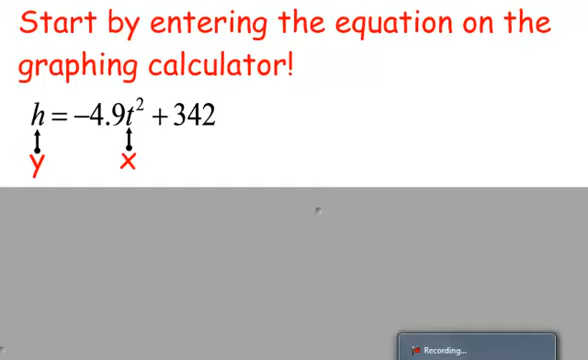 Start by entering the equation on the
graphing calculator!
h = −4.9t² + 342
y x
Recording...